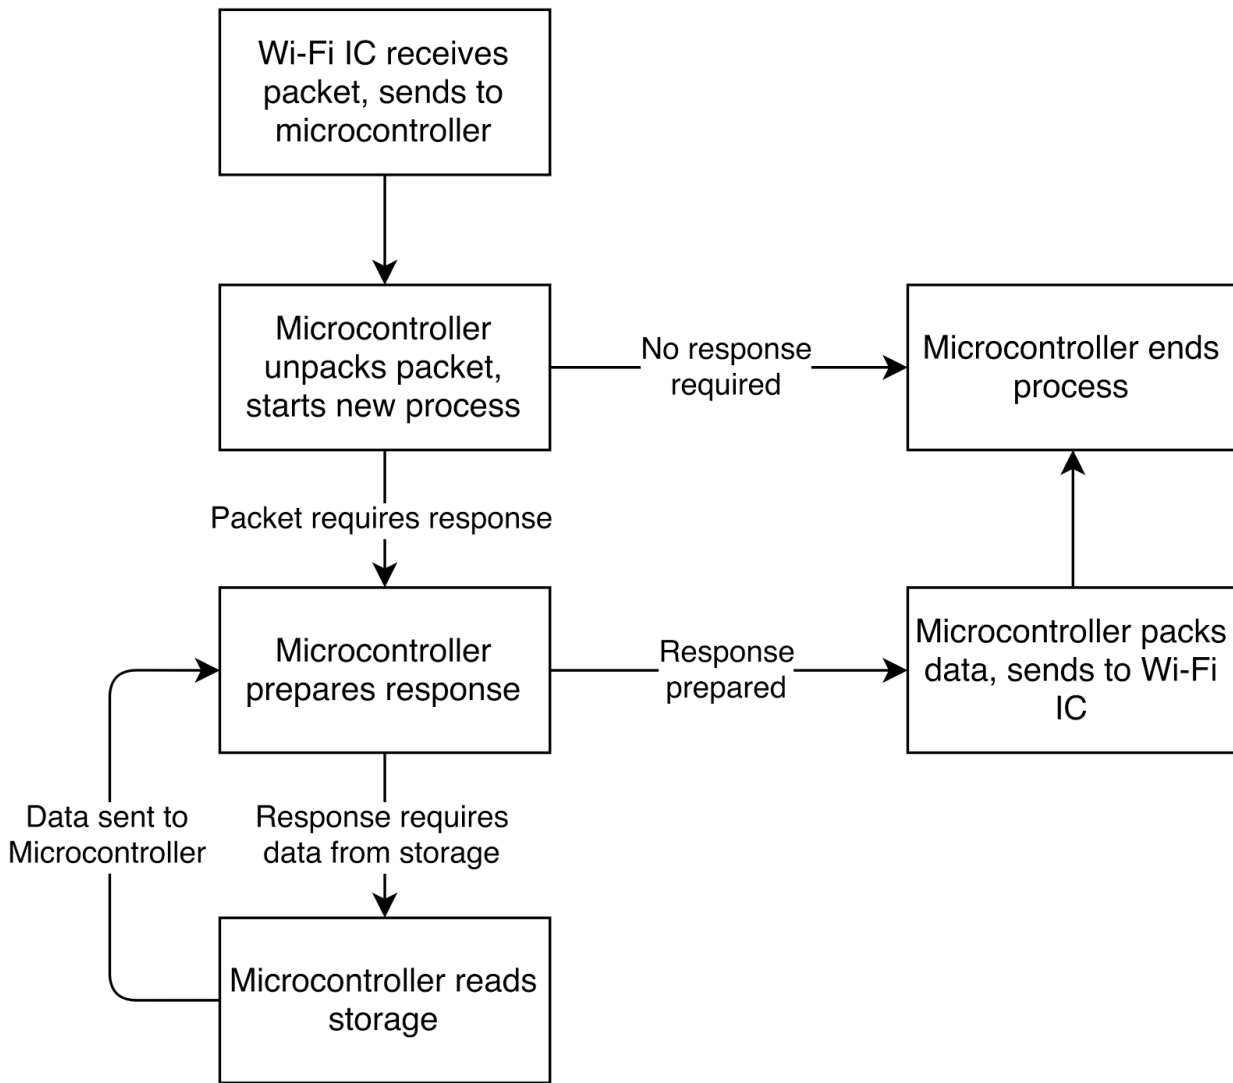 Wi-Fi IC receives
packet, sends to
microcontroller
Microcontroller
unpacks packet,
starts new process
No response
required
Microcontroller ends
process
Packet requires response
Microcontroller
prepares response
Response
prepared
Microcontroller packs
data, sends to Wi-Fi
IC
Data sent to
Microcontroller
Response requires
data from storage
Microcontroller reads
storage